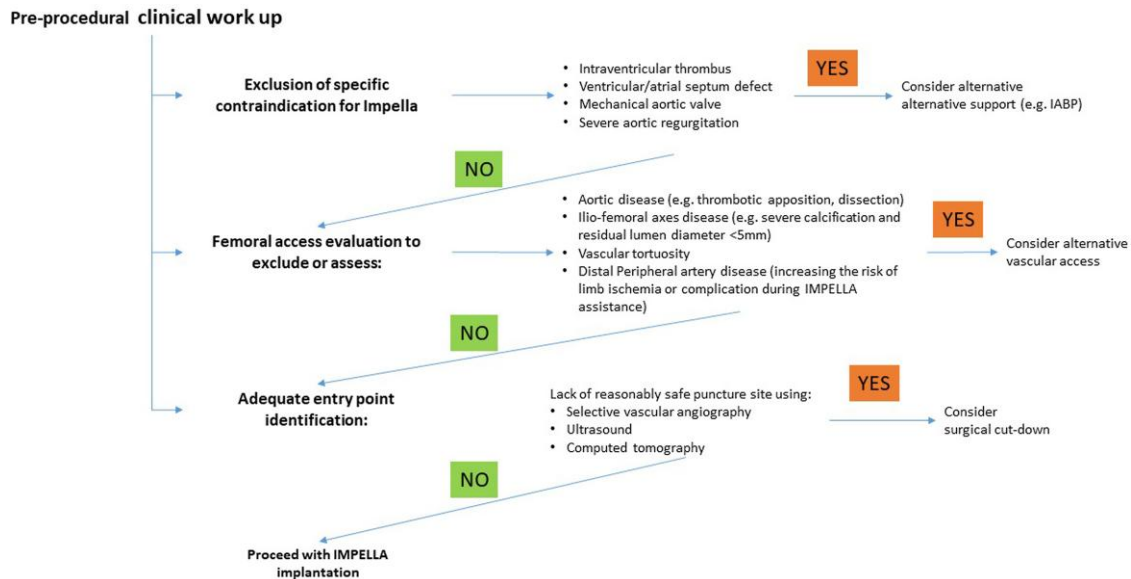 Pre-procedural clinical work up
Exclusion of specific
contraindication for Impella
• Intraventricular thrombus
• Ventricular/atrial septum defect
• Mechanical aortic valve
• Severe aortic regurgitation
YES
Consider alternative
alternative support (e.g. IABP)
NO
Femoral access evaluation to
exclude or assess:
• Aortic disease (e.g. thrombotic apposition, dissection)
• Ilio-femoral axes disease (e.g. severe calcification and
residual lumen diameter <5mm)
• Vascular tortuosity
• Distal Peripheral artery disease (increasing the risk of
limb ischemia or complication during IMPELLA
assistance)
YES
Consider alternative
vascular access
NO
Adequate entry point
identification:
Lack of reasonably safe puncture site using:
• Selective vascular angiography
• Ultrasound
• Computed tomography
YES
Consider
surgical cut-down
NO
Proceed with IMPELLA
implantation